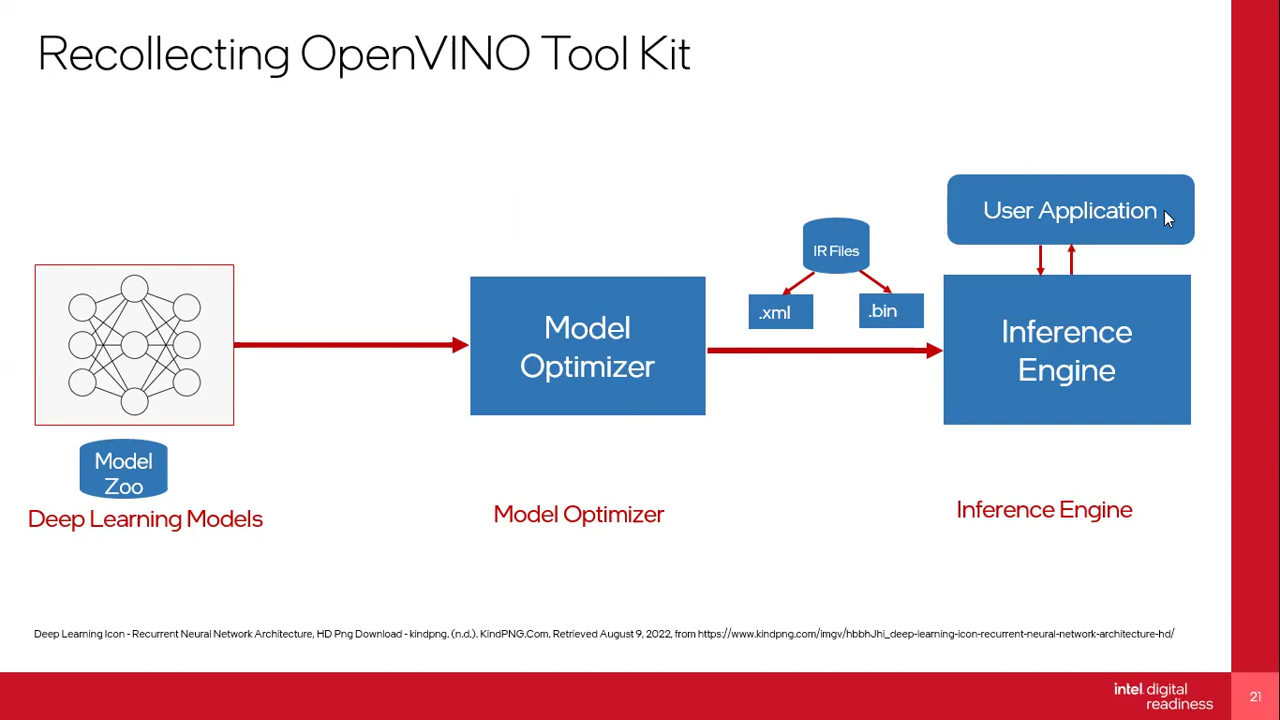 Recollecting OpenVINO Tool Kit
User Application
IR Files
.xml
.bin
Model
Optimizer
Inference
Engine
Model
Zoo
Deep Learning Models
Model Optimizer
Inference Engine
Deep Learning Icon - Recurrent Neural Network Architecture, HD Png Download - kindpng. (n.d.). KindPNG.Com. Retrieved August 9, 2022, from https://www.kindpng.com/imgv/hbbhJhi_deep-learning-icon-recurrent-neural-network-architecture-hd/
intel. digital
readiness
21